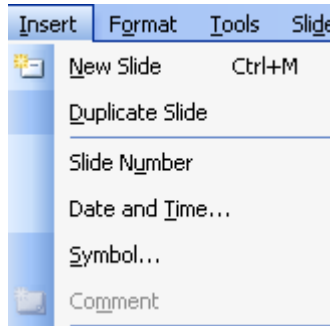 Insert Format Tools Slide
New Slide Ctrl+M
Duplicate Slide
Slide Number
Date and Time...
Symbol...
Comment